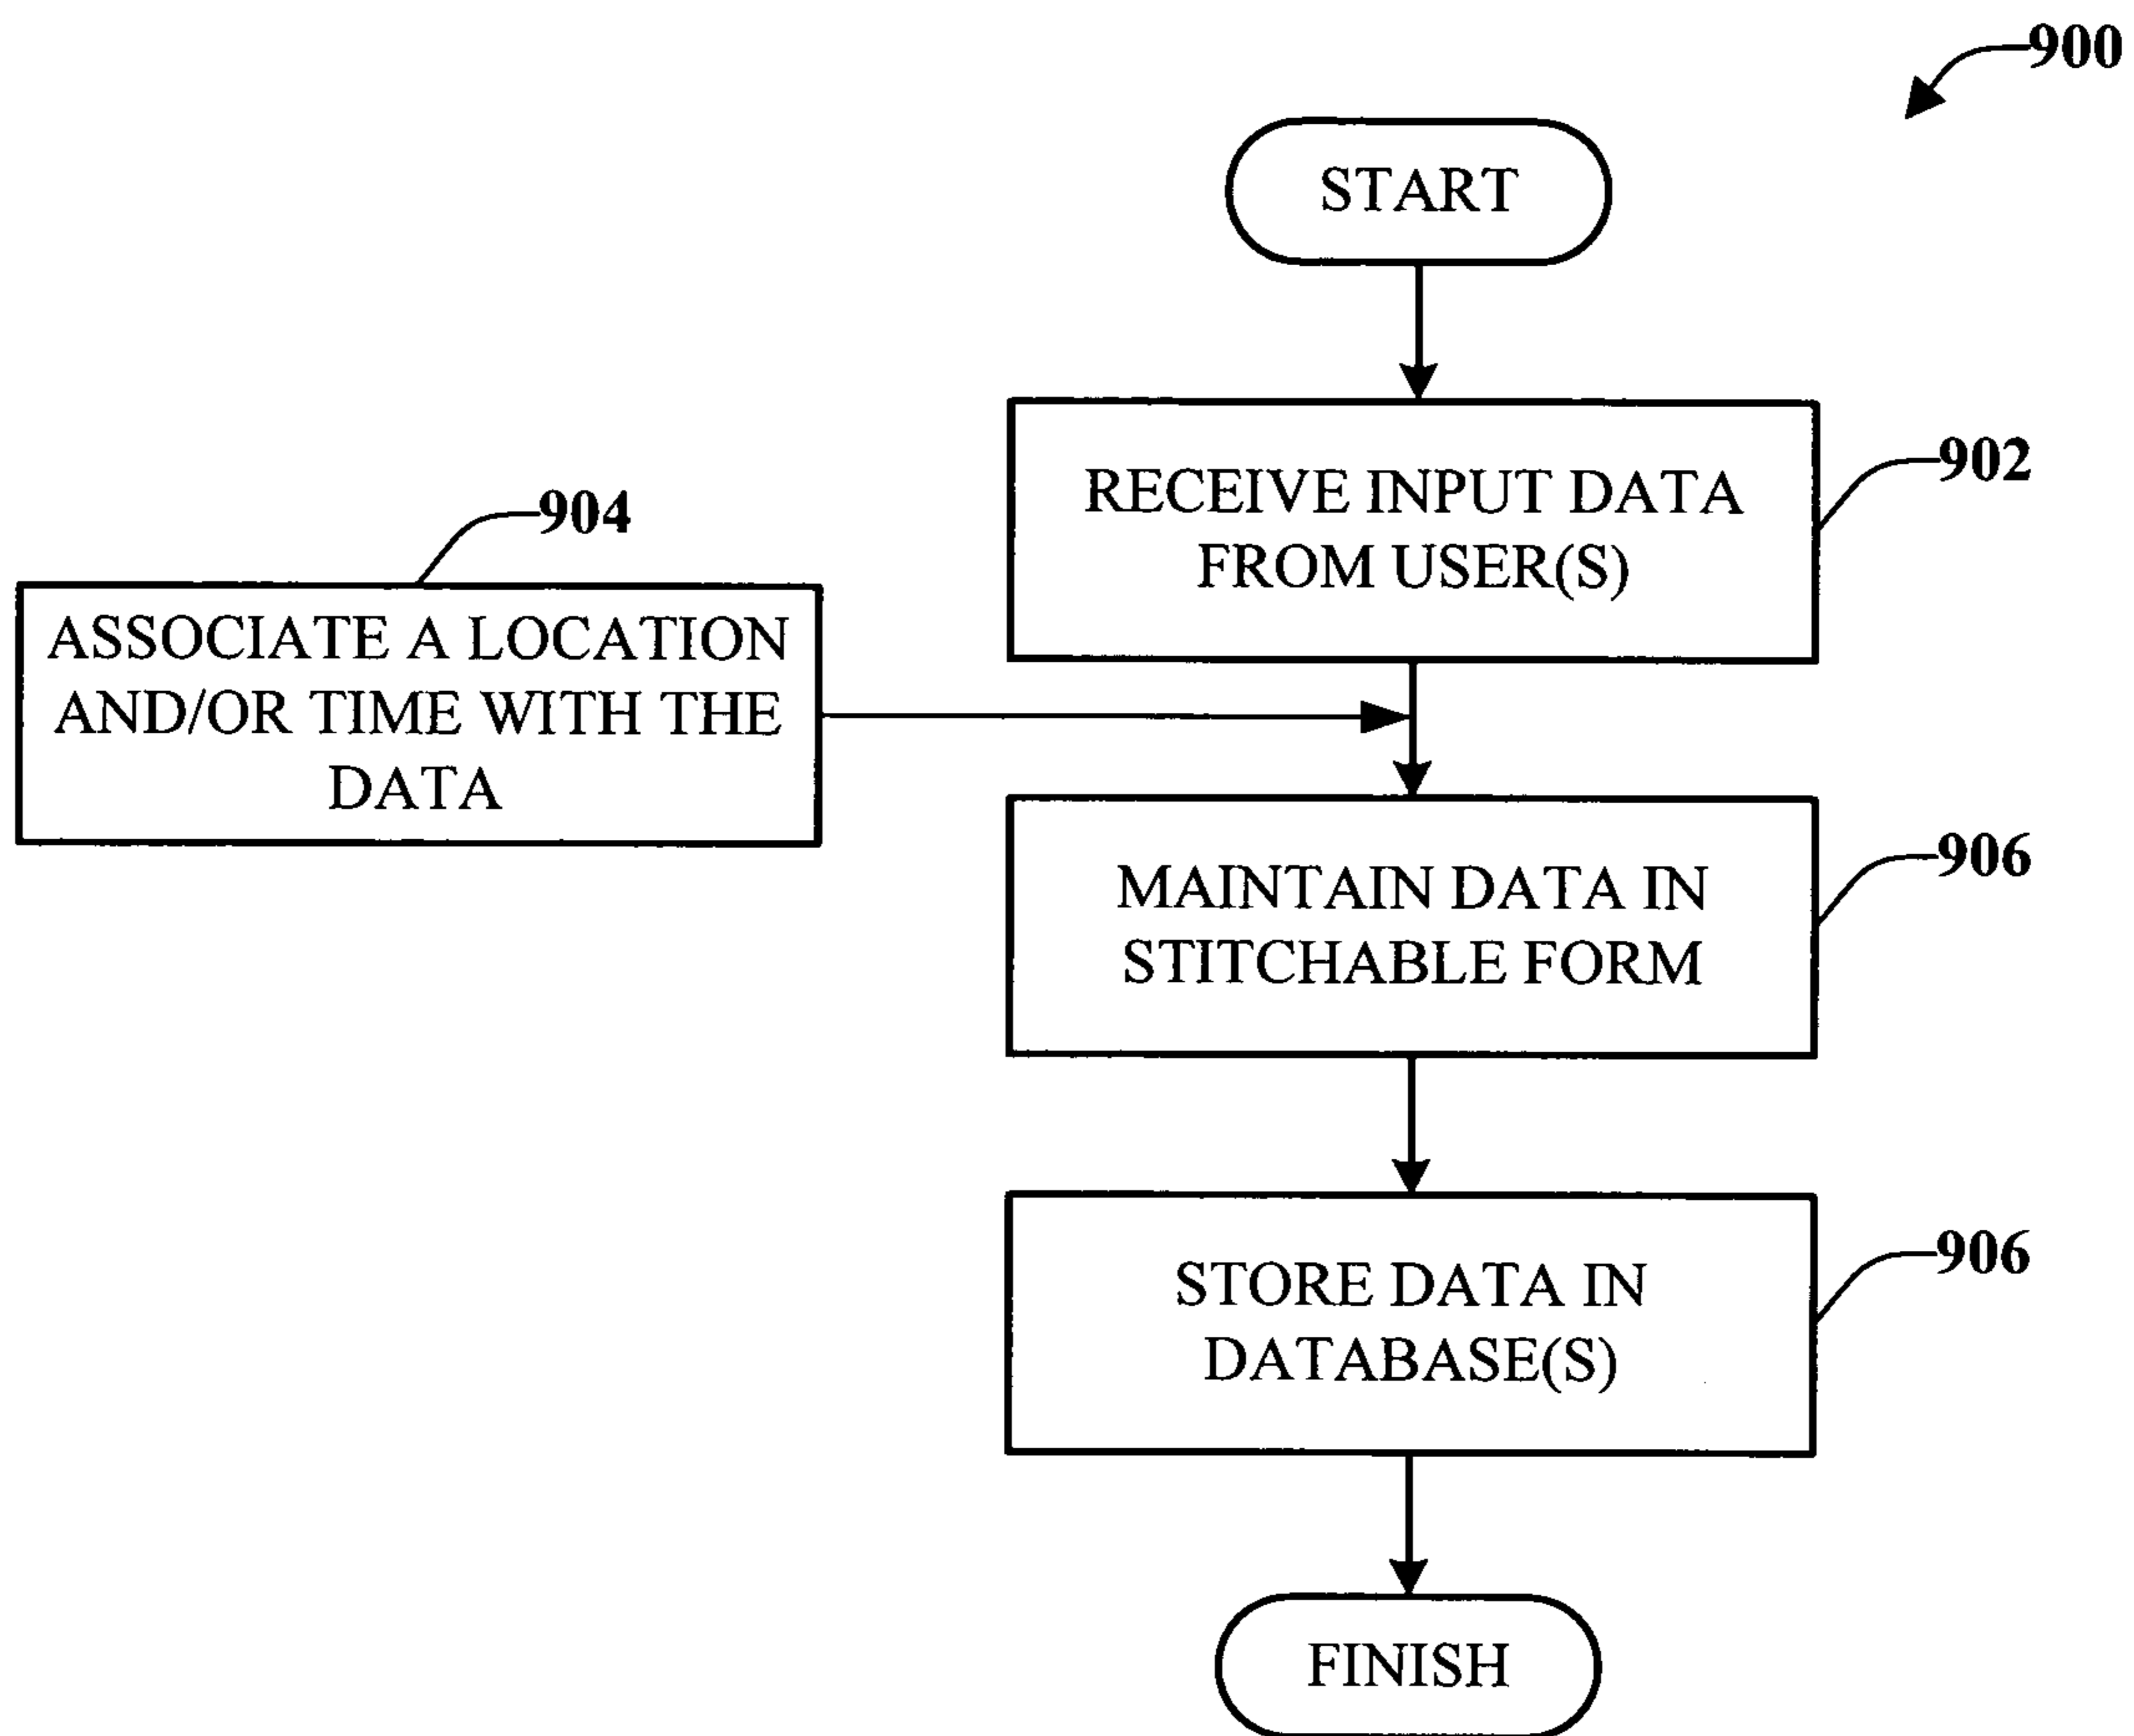 900
START
RECEIVE INPUT DATA
FROM USER(S)
902
904
ASSOCIATE A LOCATION
AND/OR TIME WITH THE
DATA
MAINTAIN DATA IN
STITCHABLE FORM
906
STORE DATA IN
DATABASE(S)
906
FINISH